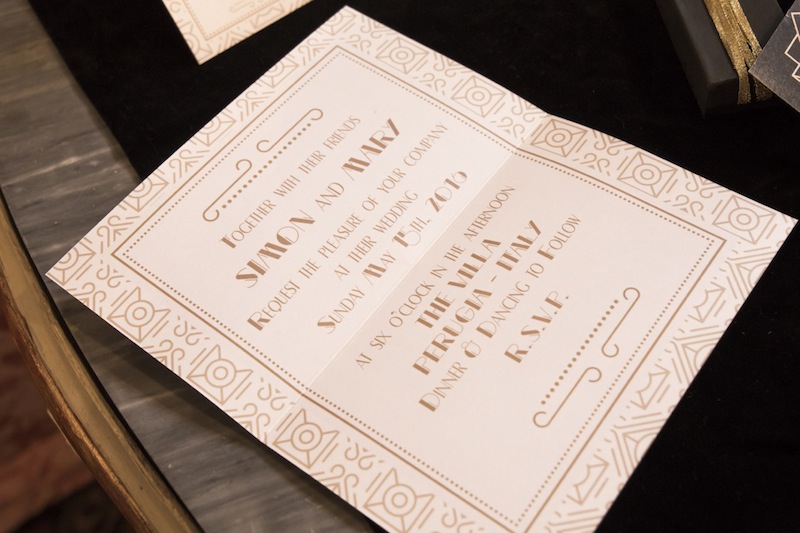 TOGETHER WITH THEIR FRIENDS
SIMON AND MARY
REQUEST THE PLEASURE OF YOUR COMPANY
AT THEIR WEDDING
SUNDAY MAY 15TH, 2016
AT SIX O'CLOCK IN THE AFTERNOON
THE VILLA
PERUGIA - ITALY
DINNER & DANCING TO FOLLOW
R.S.V.P.